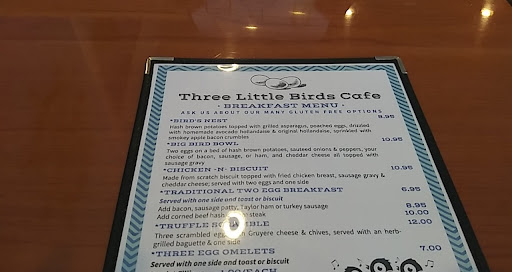 Three Little Birds Cafe
· BREAKFAST MENU ·
ASK US ABOUT OUR MANY GLUTEN FREE OPTIONS
*BIRD'S NEST 9.95
Hash brown potatoes topped with grilled asparagus, poached eggs, drizzled
with homemade avocado hollandaise & original hollandaise, sprinkled with
smokey apple bacon crumbles
*BIG BIRD BOWL 10.95
Two eggs on a bed of hash brown potatoes, sauteed onions & peppers, your
choice of bacon, sausage, or ham, and cheddar cheese all topped with
sausage gravy
*CHICKEN -N- BISCUIT 10.95
Made from scratch biscuit topped with fried chicken breast, sausage gravy &
cheddar cheese; served with two eggs and one side
*TRADITIONAL TWO EGG BREAKFAST 6.95
Served with one side and toast or biscuit
Add bacon, sausage patty, Taylor ham or turkey sausage 8.95
Add corned beef hash steak 10.00
*TRUFFLE 12.00
Three scrambled eggs Gruyere cheese & chives, served with an herb-
grilled baguette & one side
*THREE EGG OMELETS 7.00
Served with one side and toast or biscuit
1.00/EACH